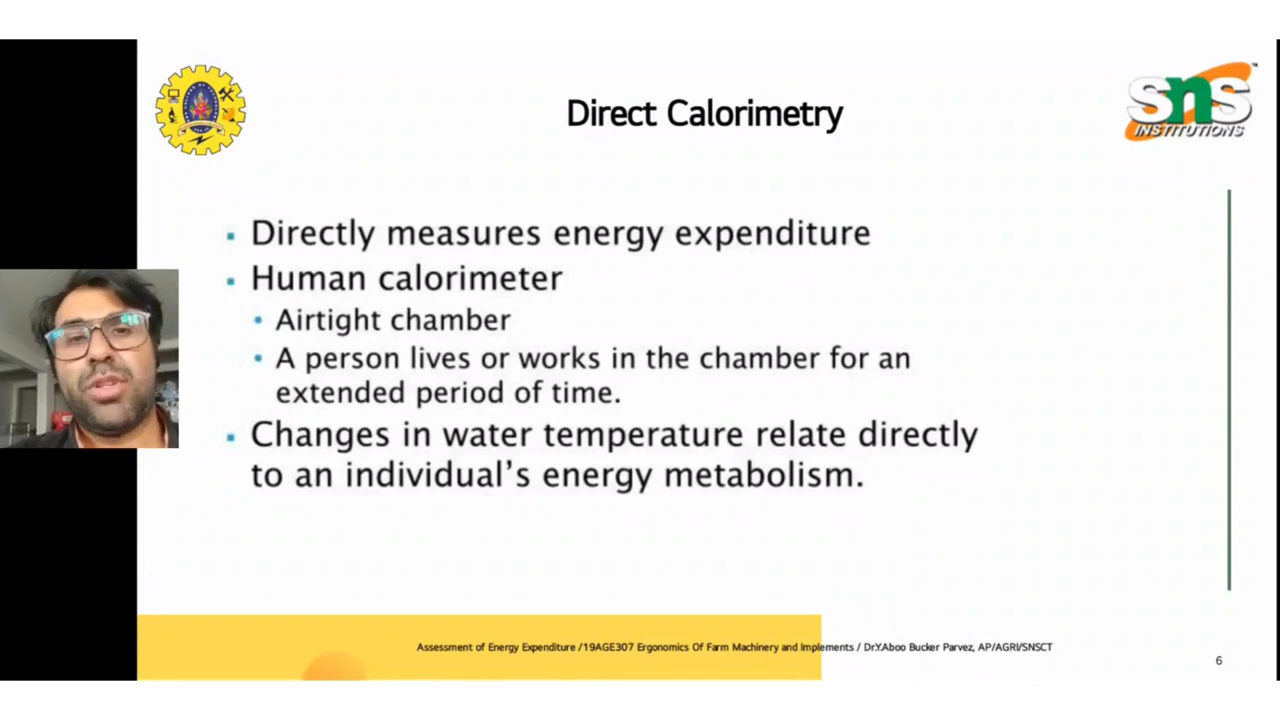 Direct Calorimetry
SNS
INSTITUTIONS
Directly measures energy expenditure
Human calorimeter
Airtight chamber
A person lives or works in the chamber for an
extended period of time.
Changes in water temperature relate directly
to an individual's energy metabolism.
Assessment of Energy Expenditure /19AGE307 Ergonomics Of Farm Machinery and Implements / Dr.Y.Aboo Bucker Parvez, AP/AGRI/SNSCT
6